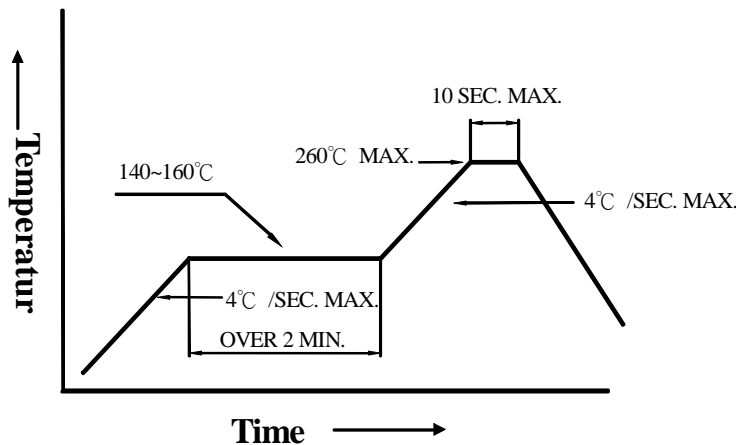 10 SEC. MAX.
260℃ MAX.
140~160℃
4℃ /SEC. MAX.
4℃ /SEC. MAX.
OVER 2 MIN.
Temperatur
Time